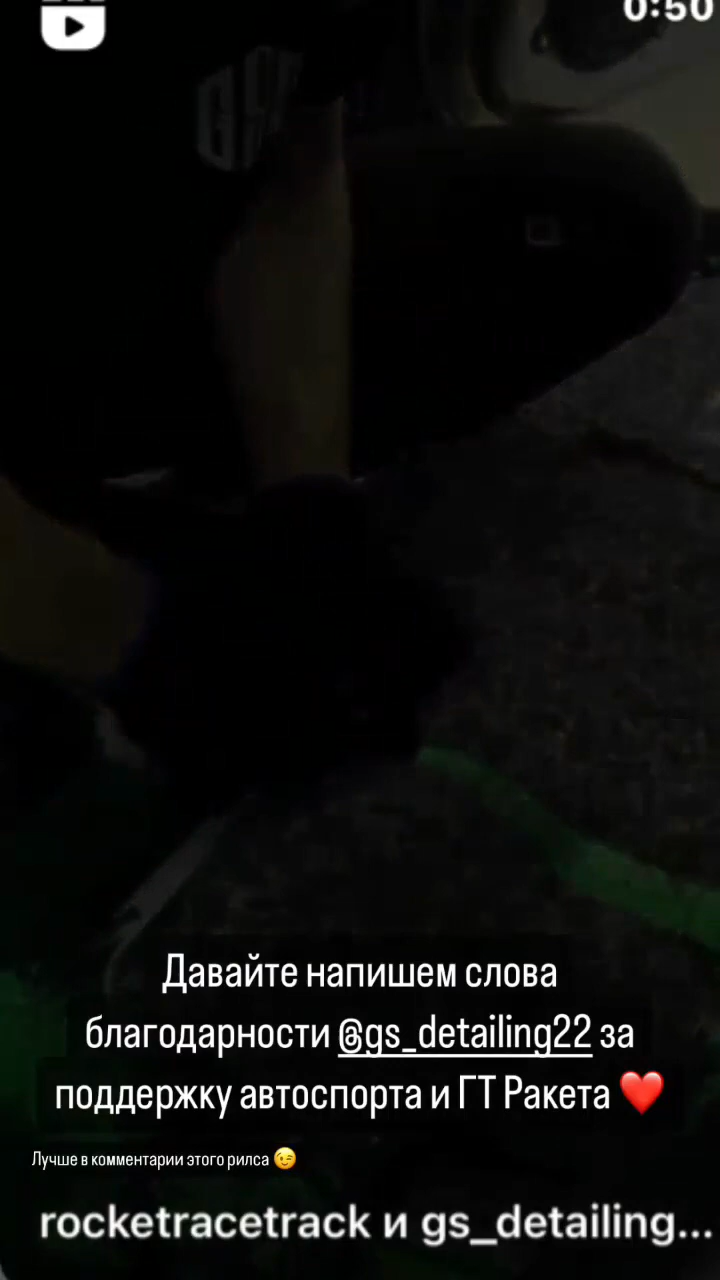 0:50
Давайте напишем слова
благодарности @gs_detailing22 за
поддержку автоспорта и ГТ Ракета ❤️
Лучше в комментарии этого рилса 😉
rocketracetrack и gs_detailing...